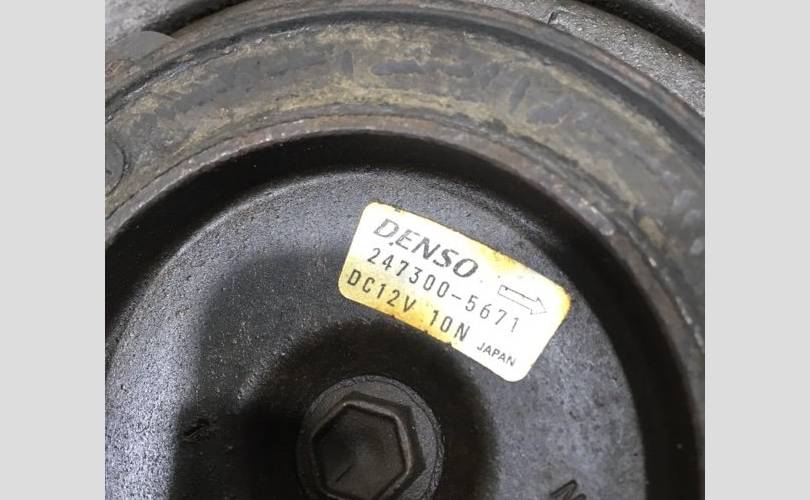 DENSO
247300-5671
DC12V 10N
JAPAN